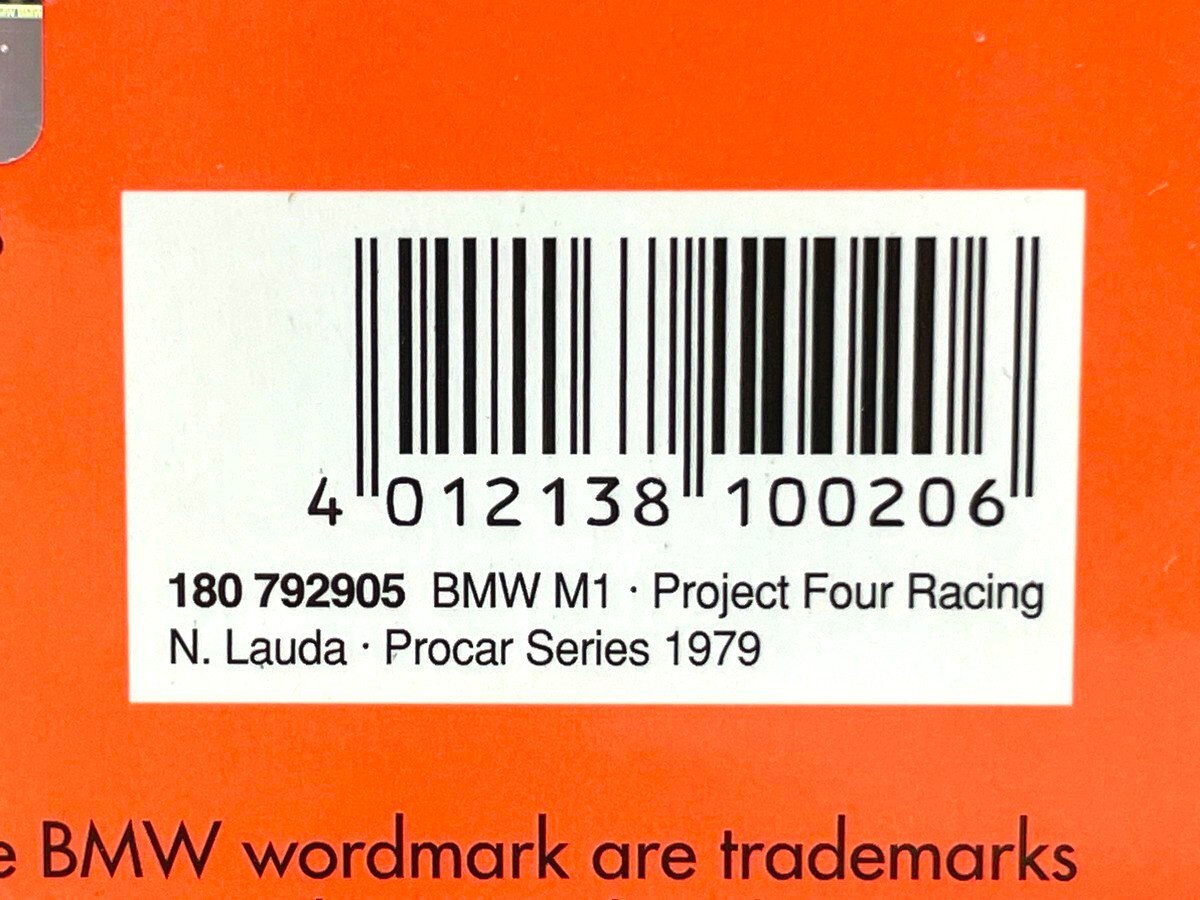 4 012138 100206
180 792905 BMW M1 · Project Four Racing
N. Lauda · Procar Series 1979
BMW wordmark are trademarks